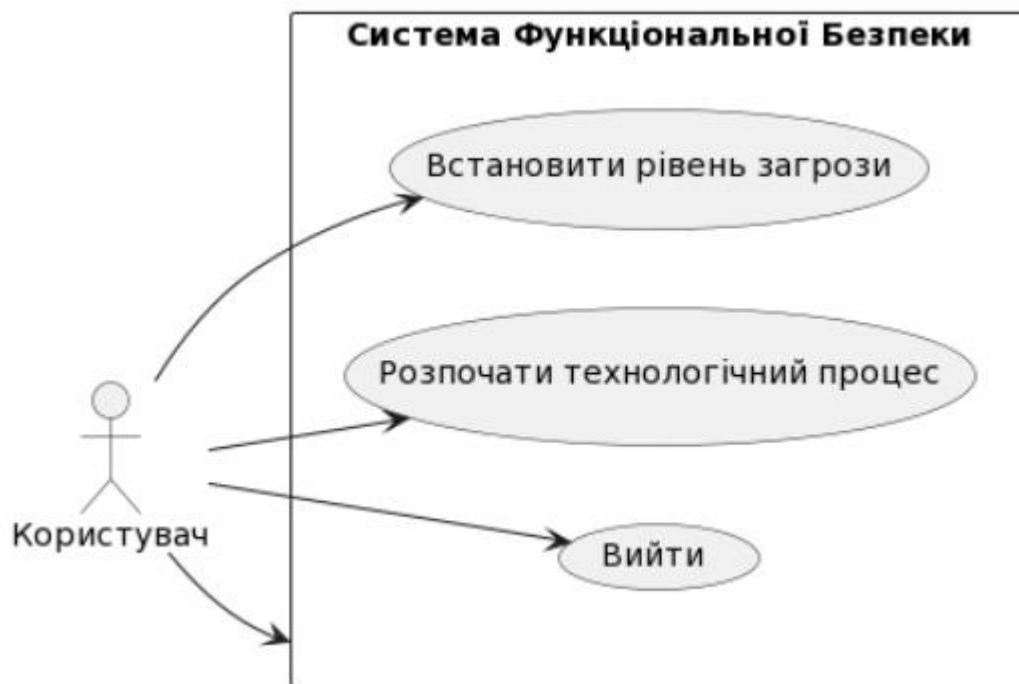 Система Функціональної Безпеки
Встановити рівень загрози
Розпочати технологічний процес
Користувач
Вийти